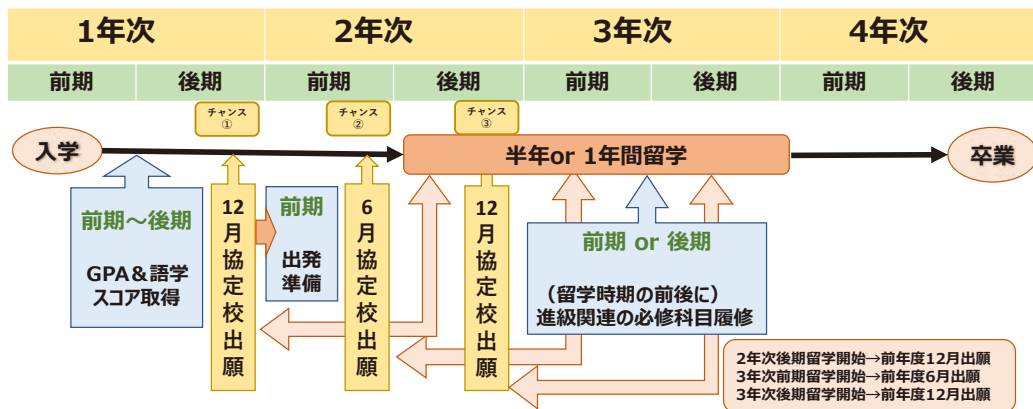 1年次 2年次 3年次 4年次
前期 後期 前期 後期 前期 後期 前期 後期
チャンス
①
チャンス
②
チャンス
③
入学
半年or 1年間留学
卒業
前期～後期
GPA＆語学
スコア取得
12月協定校出願
前期
出発
準備
6月協定校出願
12月協定校出願
前期 or 後期
（留学時期の前後に）
進級関連の必修科目履修
2年次後期留学開始→前年度12月出願
3年次前期留学開始→前年度6月出願
3年次後期留学開始→前年度12月出願